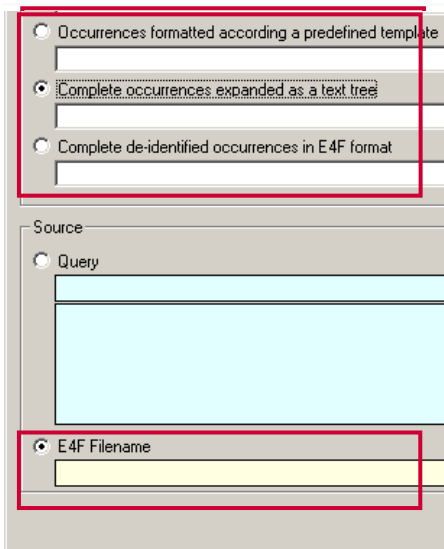 Occurrences formatted according a predefined template
Complete occurrences expanded as a text tree
Complete de-identified occurrences in E4F format
Source
Query
E4F Filename